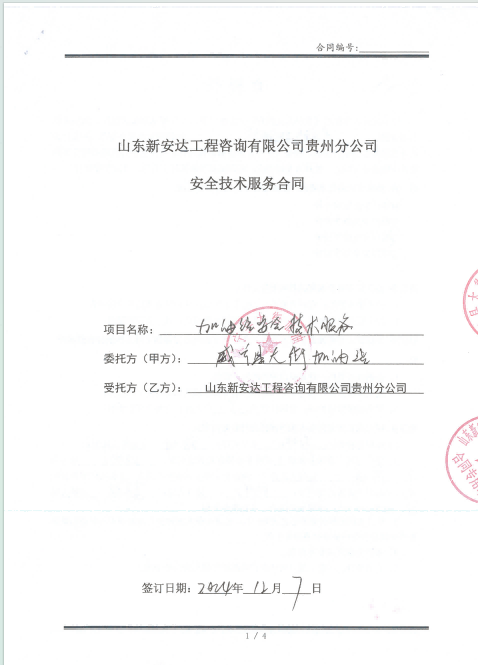 合同编号:
山东新安达工程咨询有限公司贵州分公司
安全技术服务合同
项目名称: 加油站安全技术服务
委托方（甲方）: 威宁县大街加油站
受托方（乙方）: 山东新安达工程咨询有限公司贵州分公司
签订日期: 2024年 12月 7日
1 / 4
合同专用